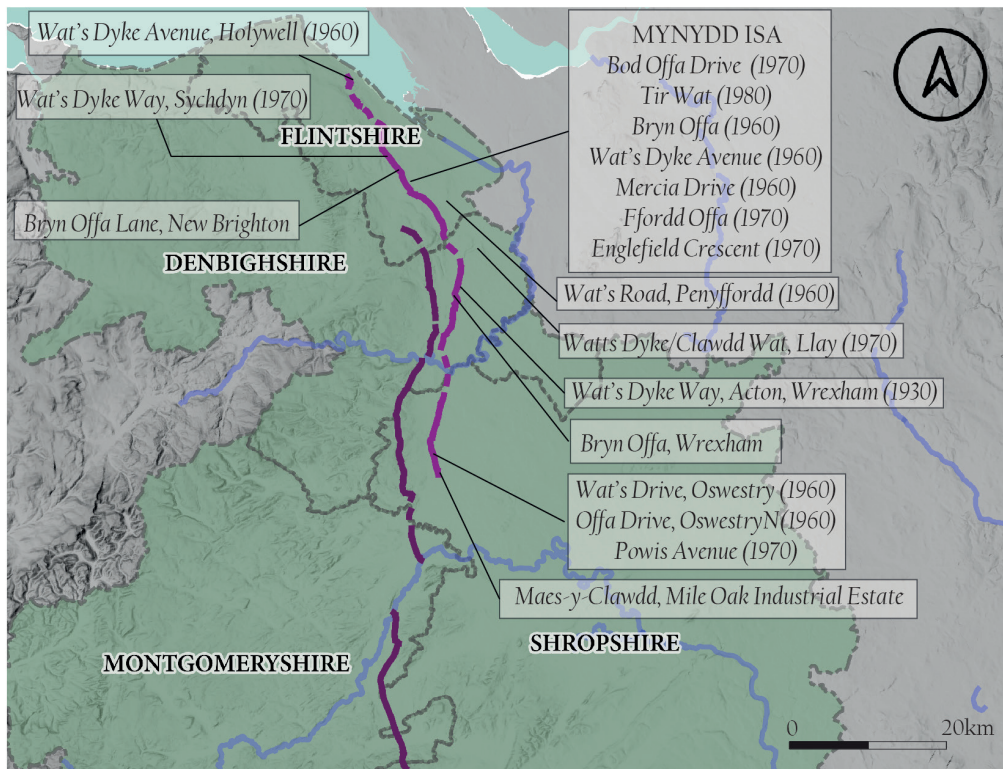 Wat's Dyke Avenue, Holywell (1960)
Wat's Dyke Way, Sychdyn (1970)
FLINTSHIRE
Bryn Offa Lane, New Brighton
DENBIGHSHIRE
MYNYDD ISA
Bod Offa Drive (1970)
Tir Wat (1980)
Bryn Offa (1960)
Wat's Dyke Avenue (1960)
Mercia Drive (1960)
Ffordd Offa (1970)
Englefield Crescent (1970)
Wat's Road, Penyffordd (1960)
Watts Dyke/Clawdd Wat, Llay (1970)
Wat's Dyke Way, Acton, Wrexham (1930)
Bryn Offa, Wrexham
Wat's Drive, Oswestry (1960)
Offa Drive, OswestryN(1960)
Powis Avenue (1970)
Maes-y-Clawdd, Mile Oak Industrial Estate
SHROPSHIRE
MONTGOMERYSHIRE
0 20km